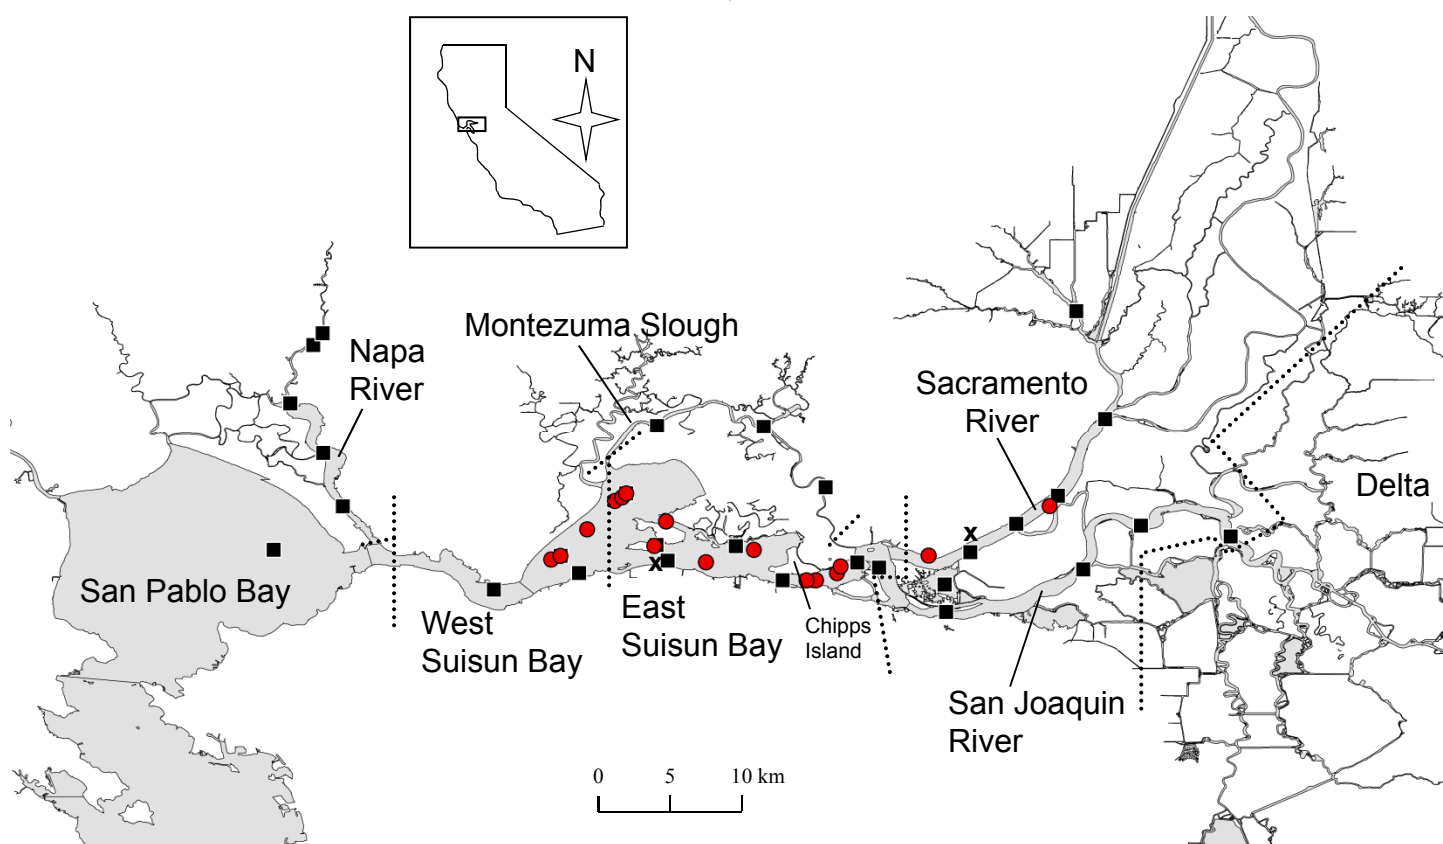 N
Montezuma Slough
Napa
River
Sacramento
River
Delta
San Pablo Bay
x
x
West
Suisun Bay
East
Suisun Bay
Chipps
Island
San Joaquin
River
0 5 10 km